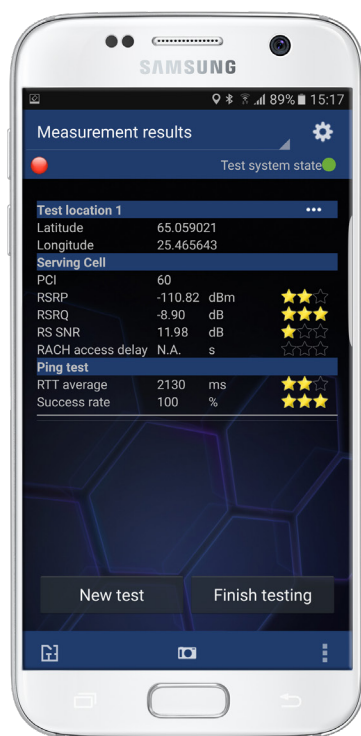 SAMSUNG
89% 15:17
Measurement results
Test system state
Test location 1
Latitude 65.059021
Longitude 25.465643
Serving Cell
PCI 60
RSRP -110.82 dBm
RSRQ -8.90 dB
RS SNR 11.98 dB
RACH access delay N.A. s
Ping test
RTT average 2130 ms
Success rate 100 %
New test Finish testing